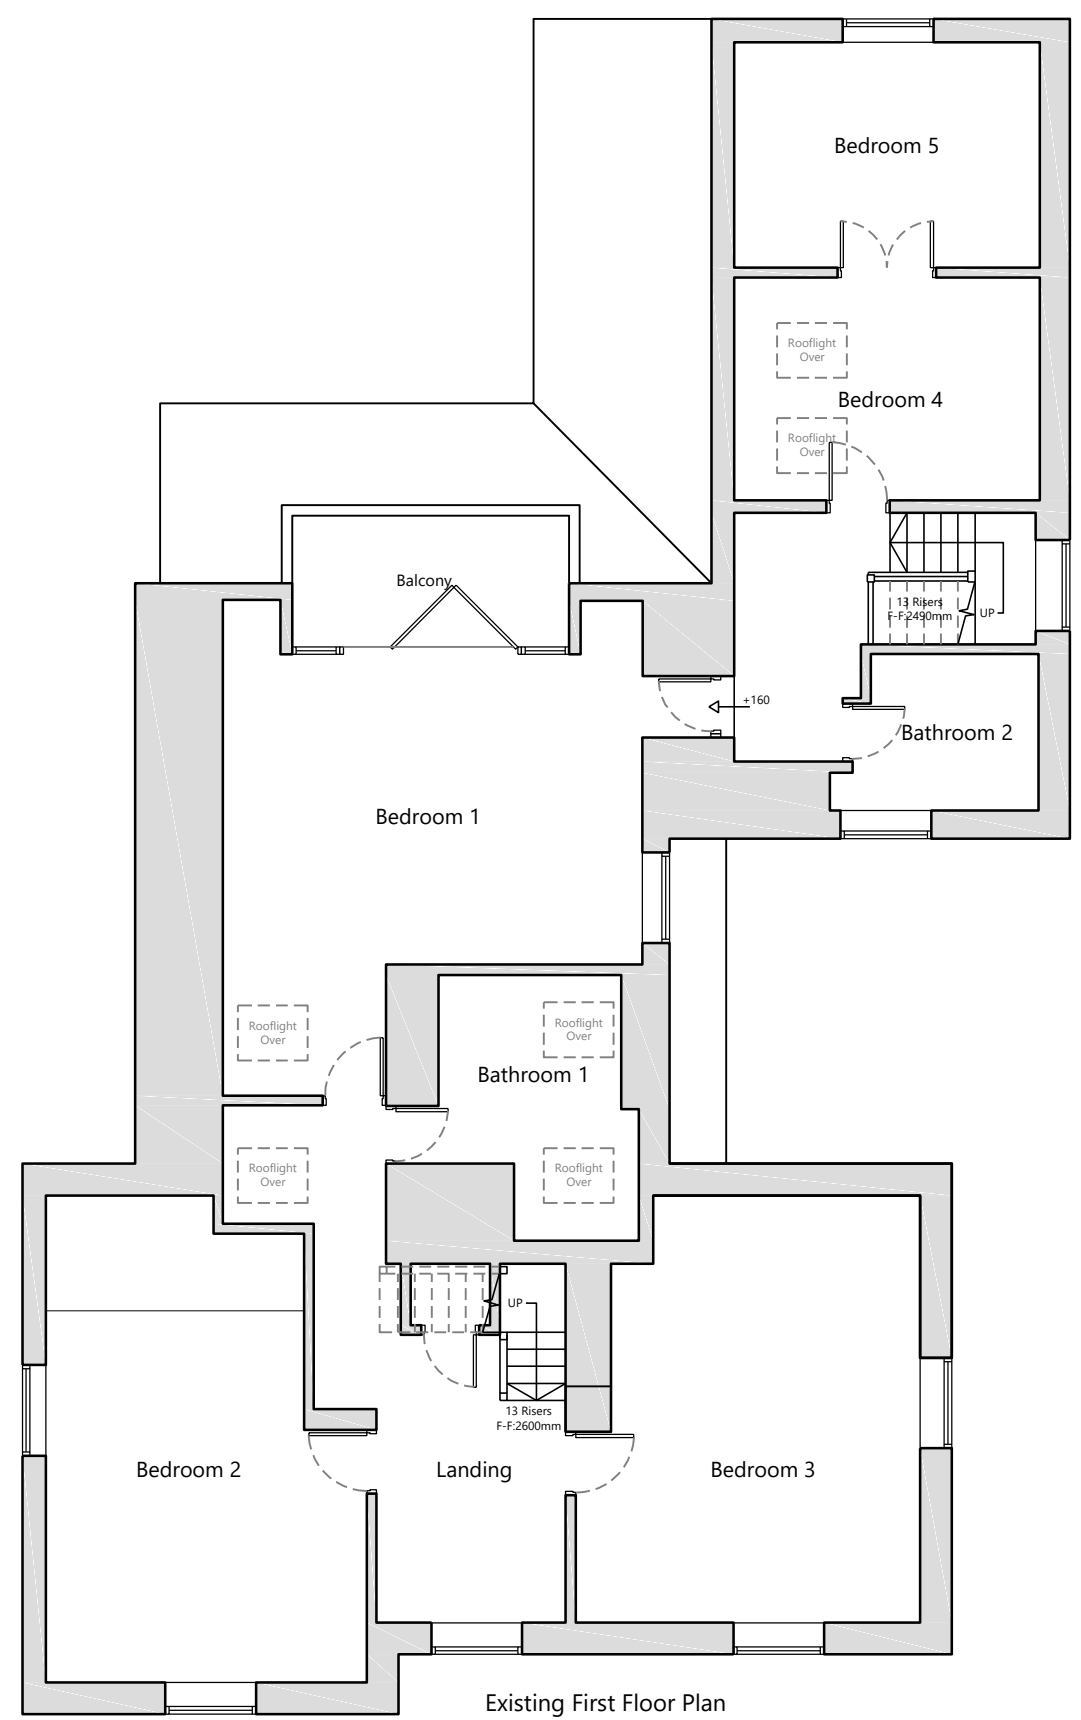 Bedroom 5
Rooflight
Over
Bedroom 4
Rooflight
Over
Balcony
13 Risers
F-F:2490mm
UP
+160
Bathroom 2
Bedroom 1
Rooflight
Over
Rooflight
Over
Bathroom 1
Rooflight
Over
Rooflight
Over
UP
13 Risers
F-F:2600mm
Bedroom 2
Landing
Bedroom 3
Existing First Floor Plan